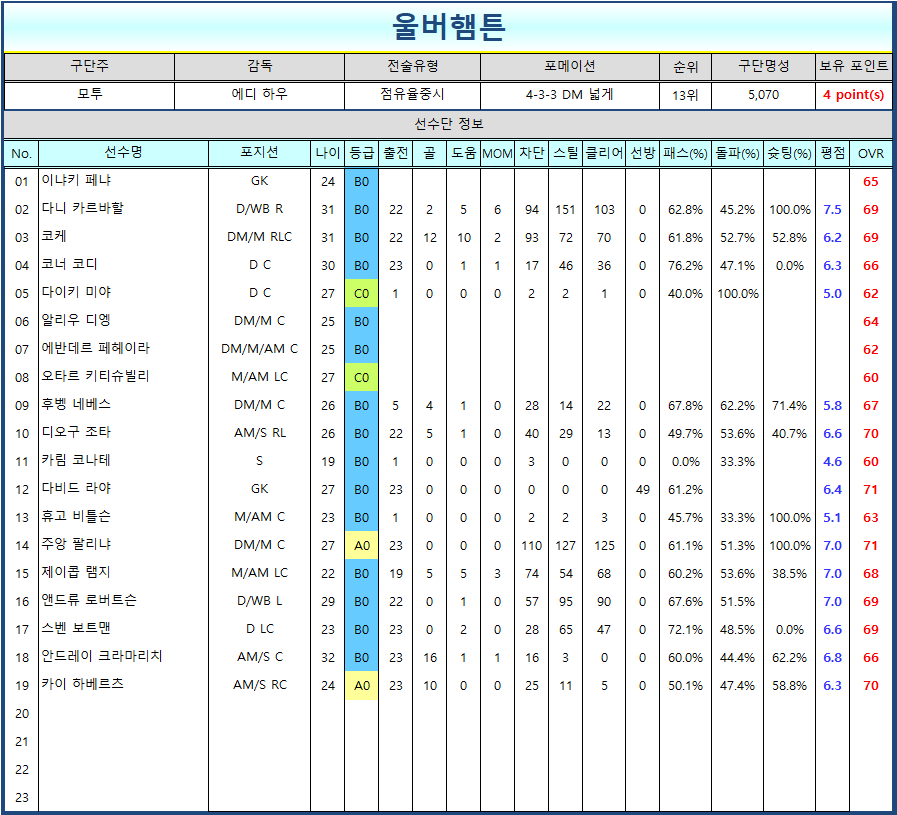 울버햄튼
구단주 감독 전술유형 포메이션 순위 구단명성 보유 포인트
모투 에디 하우 점유율중시 4-3-3 DM 넓게 13위 5,070 4 point(s)
선수단 정보
No. 선수명 포지션 나이 등급 출전 골 도움 MOM 차단 스틸 클리어 선방 패스(%) 돌파(%) 슛팅(%) 평점 OVR
01 이냐키 페냐 GK 24 B0 65
02 다니 카르바할 D/WB R 31 B0 22 2 5 6 94 151 103 0 62.8% 45.2% 100.0% 7.5 69
03 코케 DM/M RLC 31 B0 22 12 10 2 93 72 70 0 61.8% 52.7% 52.8% 6.2 69
04 코너 코디 D C 30 B0 23 0 1 1 17 46 36 0 76.2% 47.1% 0.0% 6.3 66
05 다이키 미야 D C 27 C0 1 0 0 0 2 2 1 0 40.0% 100.0% 5.0 62
06 알리우 디엥 DM/M C 25 B0 64
07 에반데르 페헤이라 DM/M/AM C 25 B0 62
08 오타르 키티슈빌리 M/AM LC 27 C0 60
09 후벵 네베스 DM/M C 26 B0 5 4 1 0 28 14 22 0 67.8% 62.2% 71.4% 5.8 67
10 디오구 조타 AM/S RL 26 B0 22 5 1 0 40 29 13 0 49.7% 53.6% 40.7% 6.6 70
11 카림 코나테 S 19 B0 1 0 0 0 3 0 0 0 0.0% 33.3% 4.6 60
12 다비드 라야 GK 27 B0 23 0 0 0 0 0 0 49 61.2% 6.4 71
13 휴고 비틀슨 M/AM C 23 B0 1 0 0 0 2 2 3 0 45.7% 33.3% 100.0% 5.1 63
14 주앙 팔리냐 DM/M C 27 A0 23 0 0 0 110 127 125 0 61.1% 51.3% 100.0% 7.0 71
15 제이콥 램지 M/AM LC 22 B0 19 5 5 3 74 54 68 0 60.2% 53.6% 38.5% 7.0 68
16 앤드류 로버트슨 D/WB L 29 B0 22 0 1 0 57 95 90 0 67.6% 51.5% 7.0 69
17 스벤 보트맨 D LC 23 B0 23 0 2 0 28 65 47 0 72.1% 48.5% 0.0% 6.6 69
18 안드레이 크라마리치 AM/S C 32 B0 23 16 1 1 16 3 0 0 60.0% 44.4% 62.2% 6.8 66
19 카이 하베르츠 AM/S RC 24 A0 23 10 0 0 25 11 5 0 50.1% 47.4% 58.8% 6.3 70
20
21
22
23